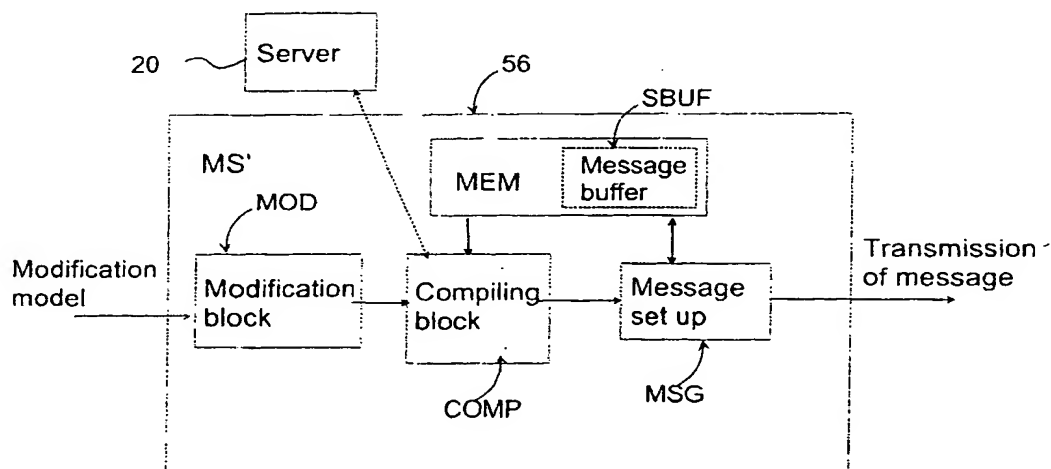 20
Server
56
SBUF
MS'
MEM
Message
buffer
MOD
Modification
model
Modification
block
Compiling
block
Message
set up
Transmission
of message
COMP
MSG